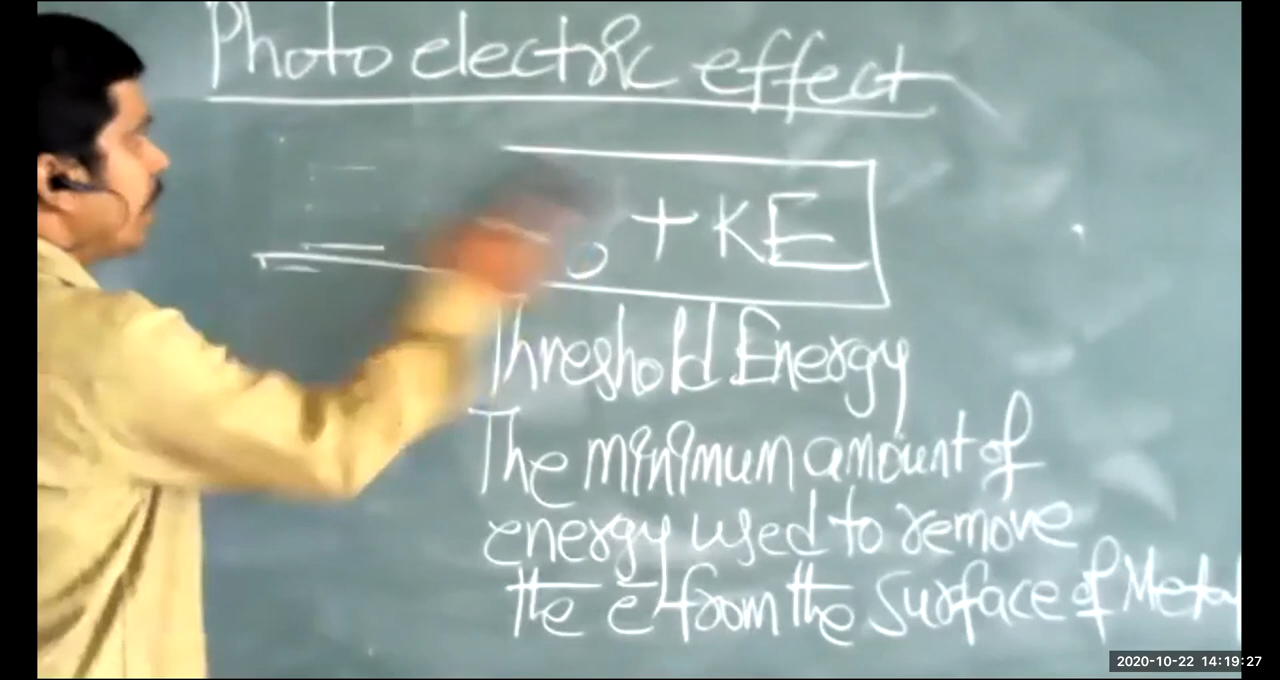 Photo electric effect
+ KE
Threshold Energy
The minimum amount of
energy used to remove
the e⁻ from the surface of Metal
2020-10-22 14:19:27